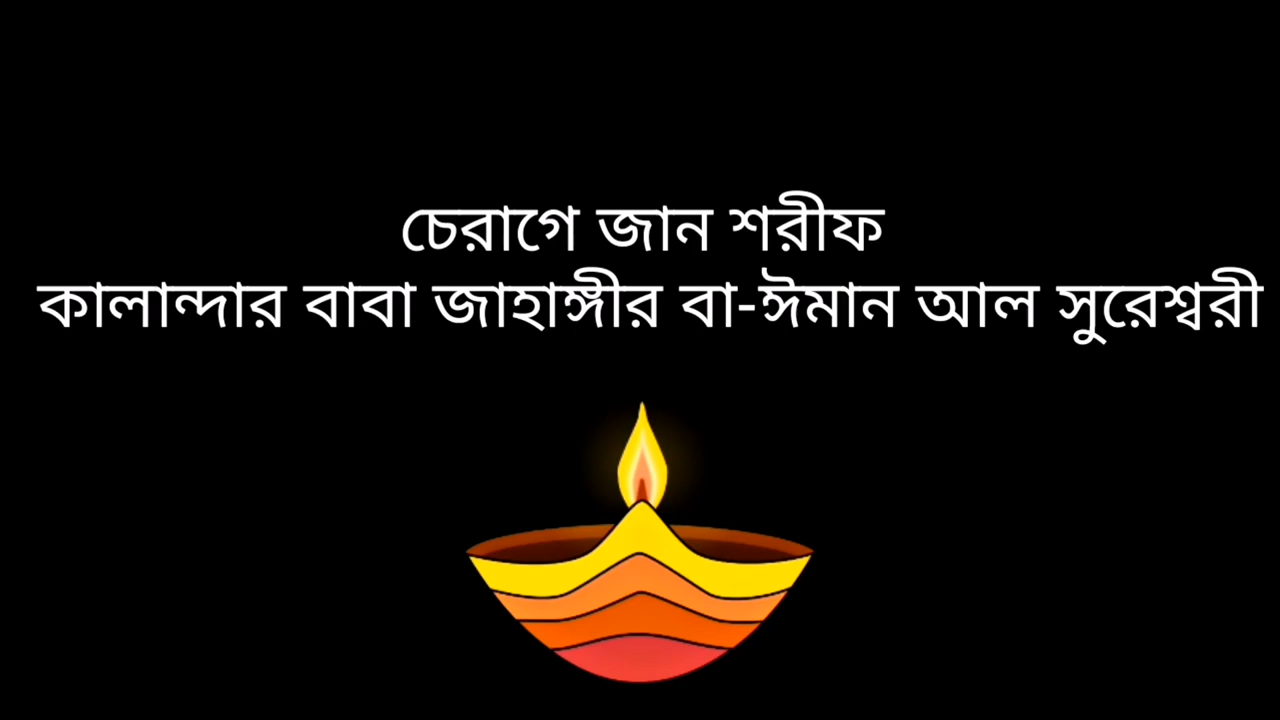 চেরাগে জান শরীফ
কালান্দার বাবা জাহাঙ্গীর বা-ঈমান আল সুরেশ্বরী